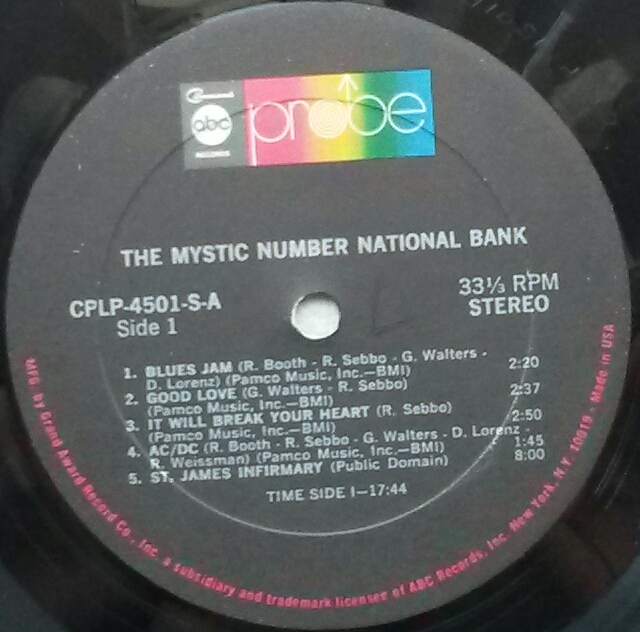 abc probe
THE MYSTIC NUMBER NATIONAL BANK
CPLP-4501-S-A
Side 1
33⅓ RPM
STEREO
1. BLUES JAM (R. Booth - R. Sebbo - G. Walters -
D. Lorenz) (Pamco Music, Inc.—BMI) 2:20
2. GOOD LOVE (G. Walters - R. Sebbo)
(Pamco Music, Inc.—BMI) 2:37
3. IT WILL BREAK YOUR HEART (R. Sebbo)
(Pamco Music, Inc.—BMI) 2:50
4. AC/DC (R. Booth - R. Sebbo - G. Walters - D. Lorenz -
R. Weissman) (Pamco Music, Inc.—BMI) 1:45
5. ST. JAMES INFIRMARY (Public Domain) 8:00
TIME SIDE I—17:44
MFG. by Grand Award Record Co., Inc. a subsidiary and trademark licensee of ABC Records, Inc. New York, N.Y. 10019 - Made in USA